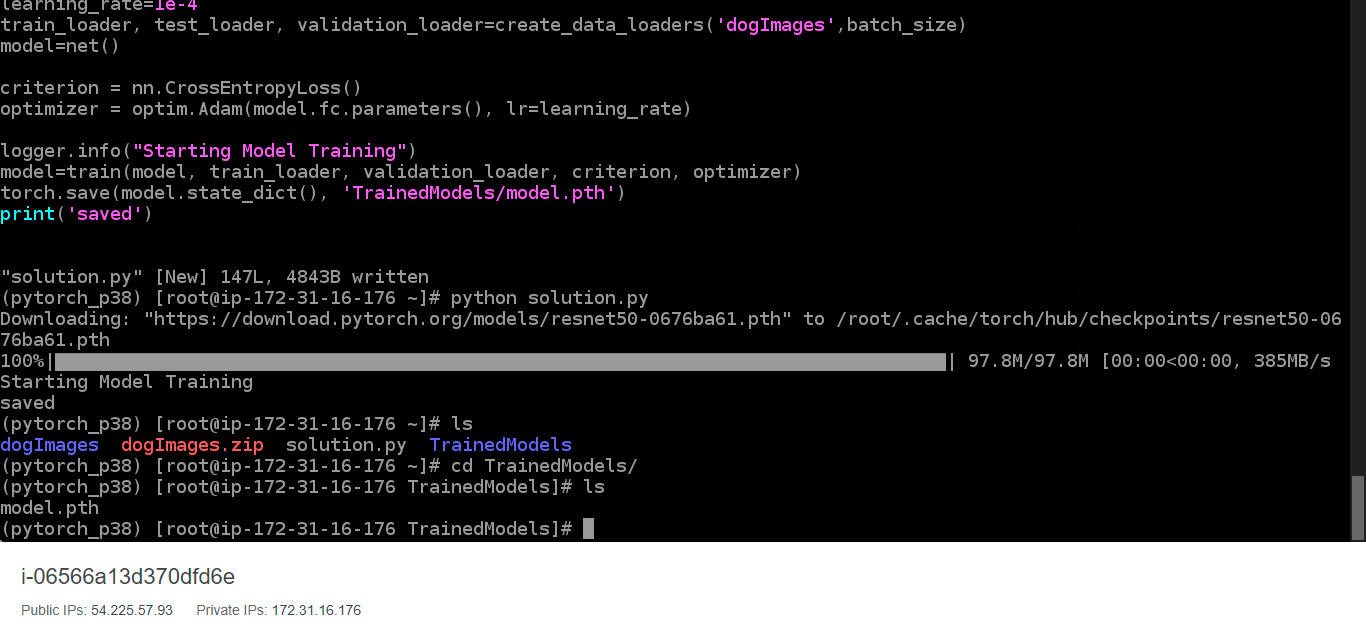 learning_rate=1e-4
train_loader, test_loader, validation_loader=create_data_loaders('dogImages',batch_size)
model=net()
criterion = nn.CrossEntropyLoss()
optimizer = optim.Adam(model.fc.parameters(), lr=learning_rate)
logger.info("Starting Model Training")
model=train(model, train_loader, validation_loader, criterion, optimizer)
torch.save(model.state_dict(), 'TrainedModels/model.pth')
print('saved')
"solution.py" [New] 147L, 4843B written
(pytorch_p38) [root@ip-172-31-16-176 ~]# python solution.py
Downloading: "https://download.pytorch.org/models/resnet50-0676ba61.pth" to /root/.cache/torch/hub/checkpoints/resnet50-06
76ba61.pth
100%| | 97.8M/97.8M [00:00<00:00, 385MB/s
Starting Model Training
saved
(pytorch_p38) [root@ip-172-31-16-176 ~]# ls
dogImages dogImages.zip solution.py TrainedModels
(pytorch_p38) [root@ip-172-31-16-176 ~]# cd TrainedModels/
(pytorch_p38) [root@ip-172-31-16-176 TrainedModels]# ls
model.pth
(pytorch_p38) [root@ip-172-31-16-176 TrainedModels]#
i-06566a13d370dfd6e
Public IPs: 54.225.57.93 Private IPs: 172.31.16.176